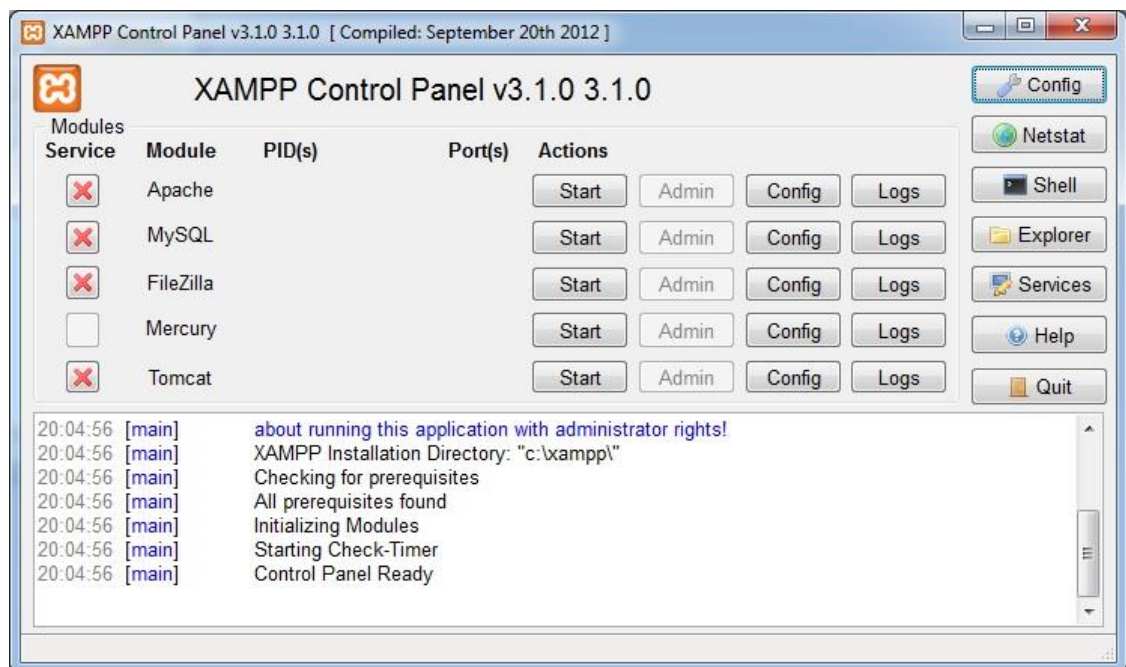 XAMPP Control Panel v3.1.0 3.1.0 [ Compiled: September 20th 2012 ]
XAMPP Control Panel v3.1.0 3.1.0
Config
Modules
Service Module PID(s) Port(s) Actions
Netstat
Apache Start Admin Config Logs
Shell
MySQL Start Admin Config Logs
Explorer
FileZilla Start Admin Config Logs
Services
Mercury Start Admin Config Logs
Help
Tomcat Start Admin Config Logs
Quit
20:04:56 [main] about running this application with administrator rights!
20:04:56 [main] XAMPP Installation Directory: "c:\xampp\"
20:04:56 [main] Checking for prerequisites
20:04:56 [main] All prerequisites found
20:04:56 [main] Initializing Modules
20:04:56 [main] Starting Check-Timer
20:04:56 [main] Control Panel Ready